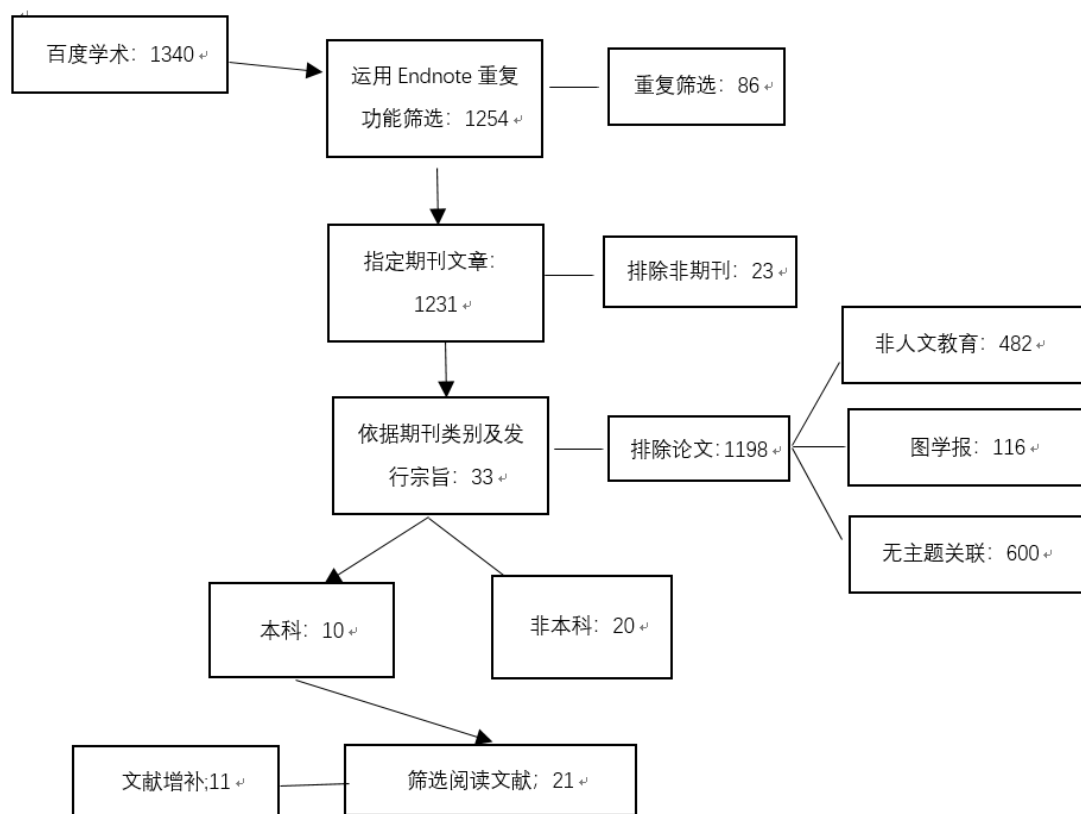 百度学术：1340
运用 Endnote 重复
功能筛选：1254
重复筛选：86
指定期刊文章：
1231
排除非期刊：23
依据期刊类别及发
行宗旨：33
排除论文：1198
非人文教育：482
图学报：116
无主题关联：600
本科：10
非本科：20
文献增补;11
筛选阅读文献；21